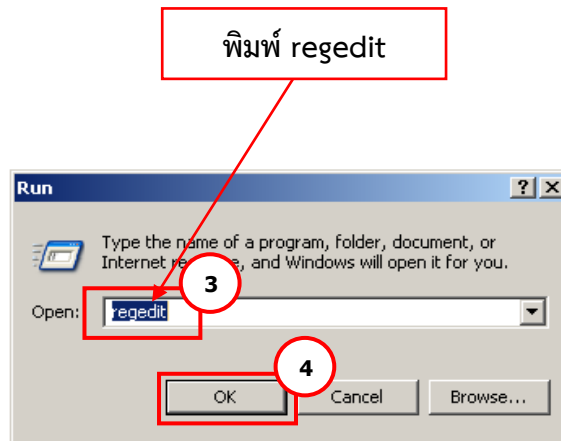 พิมพ์ regedit
Run
Type the name of a program, folder, document, or
Internet resource, and Windows will open it for you.
3
Open: regedit
4
OK Cancel Browse...